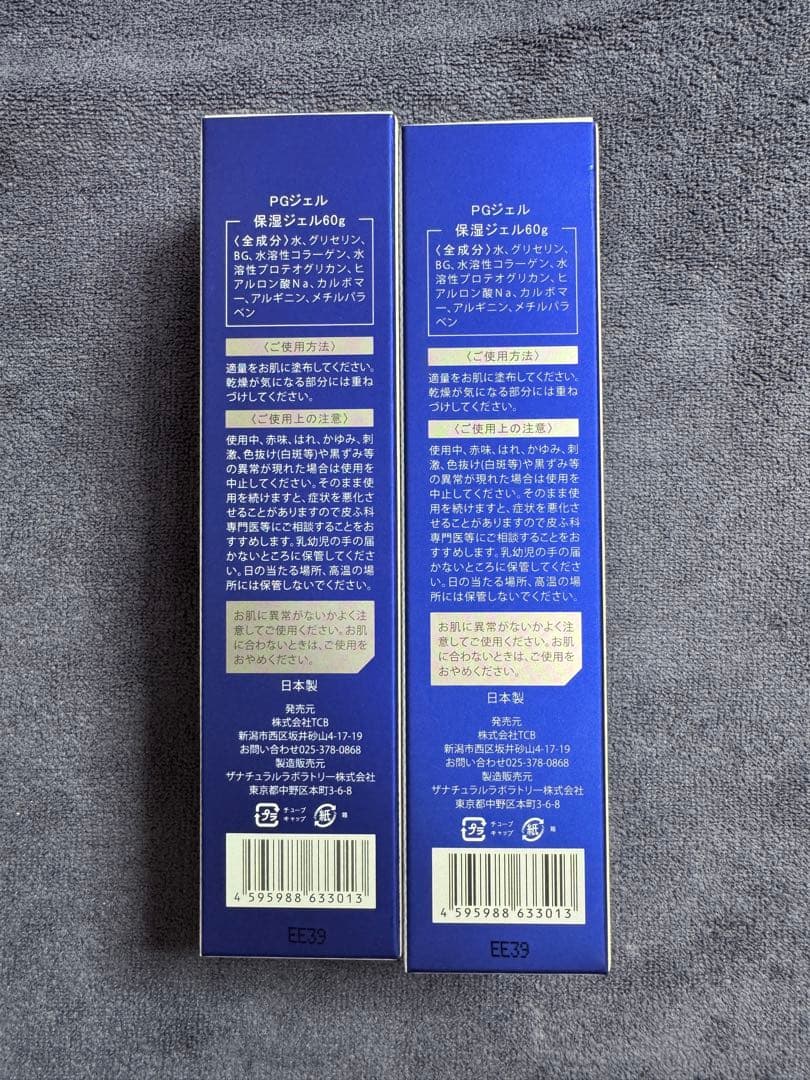 PGジェル
保湿ジェル60g
〈全成分〉水、グリセリン、
BG、水溶性コラーゲン、水
溶性プロテオグリカン、ヒ
アルロン酸Na、カルボマ
ー、アルギニン、メチルパラ
ベン
〈ご使用方法〉
適量をお肌に塗布してください。
乾燥が気になる部分には重ね
づけしてください。
〈ご使用上の注意〉
使用中、赤味、はれ、かゆみ、刺
激、色抜け(白斑等)や黒ずみ等
の異常が現れた場合は使用を
中止してください。そのまま使
用を続けますと、症状を悪化さ
せることがありますので皮ふ科
専門医等にご相談することをお
すすめします。乳幼児の手の届
かないところに保管してくださ
い。日の当たる場所、高温の場
所には保管しないでください。
お肌に異常がないかよく注
意してご使用ください。お肌
に合わないときは、ご使用を
おやめください。
日本製
発売元
株式会社TCB
新潟市西区坂井砂山4-17-19
お問い合わせ025-378-0868
製造販売元
ザナチュラルラボラトリー株式会社
東京都中野区本町3-6-8
プラ
チューブ
キャップ
紙
箱
4 595988 633013
EE39
PGジェル
保湿ジェル60g
〈全成分〉水、グリセリン、
BG、水溶性コラーゲン、水
溶性プロテオグリカン、ヒ
アルロン酸Na、カルボマ
ー、アルギニン、メチルパラ
ベン
〈ご使用方法〉
適量をお肌に塗布してください。
乾燥が気になる部分には重ね
づけしてください。
〈ご使用上の注意〉
使用中、赤味、はれ、かゆみ、刺
激、色抜け(白斑等)や黒ずみ等
の異常が現れた場合は使用を
中止してください。そのまま使
用を続けますと、症状を悪化さ
せることがありますので皮ふ科
専門医等にご相談することをお
すすめします。乳幼児の手の届
かないところに保管してくださ
い。日の当たる場所、高温の場
所には保管しないでください。
お肌に異常がないかよく注
意してご使用ください。お肌
に合わないときは、ご使用を
おやめください。
日本製
発売元
株式会社TCB
新潟市西区坂井砂山4-17-19
お問い合わせ025-378-0868
製造販売元
ザナチュラルラボラトリー株式会社
東京都中野区本町3-6-8
プラ
チューブ
キャップ
紙
箱
4 595988 633013
EE39